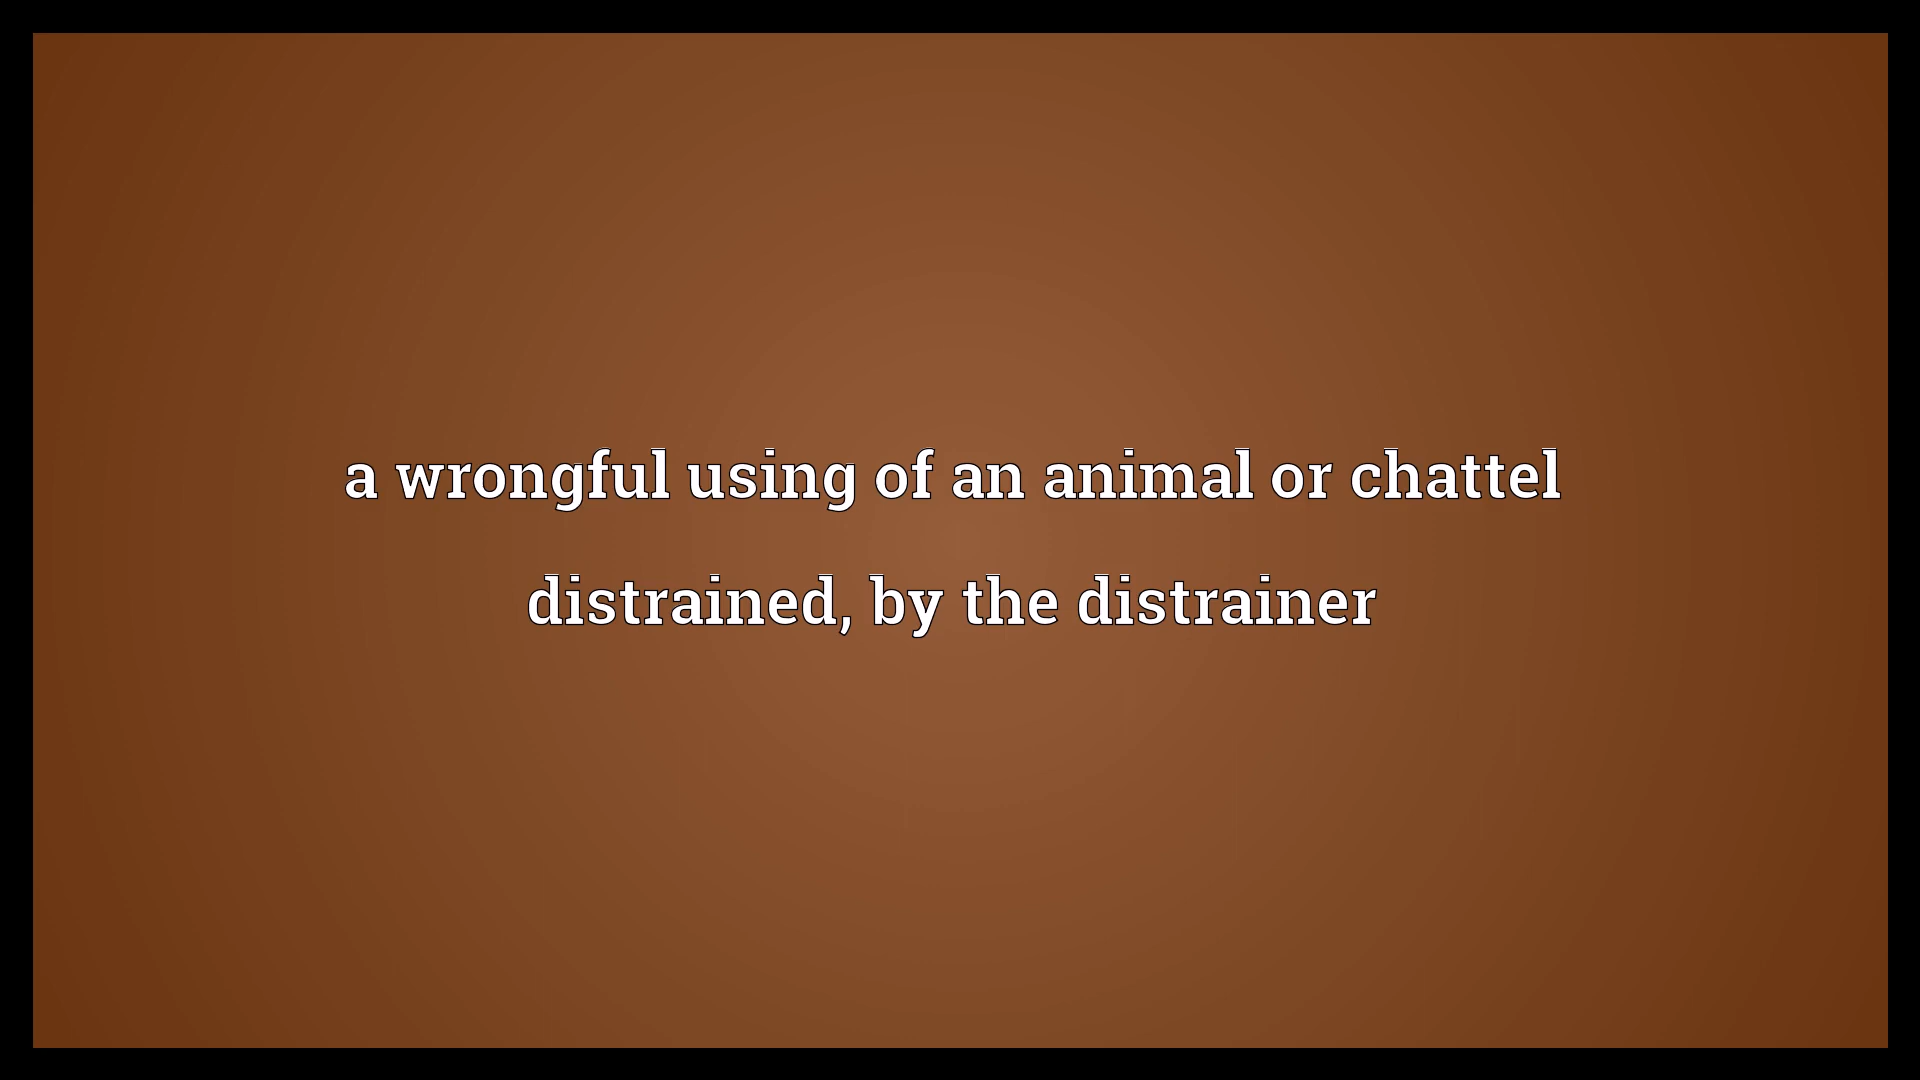 a wrongful using of an animal or chattel
distrained, by the distrainer